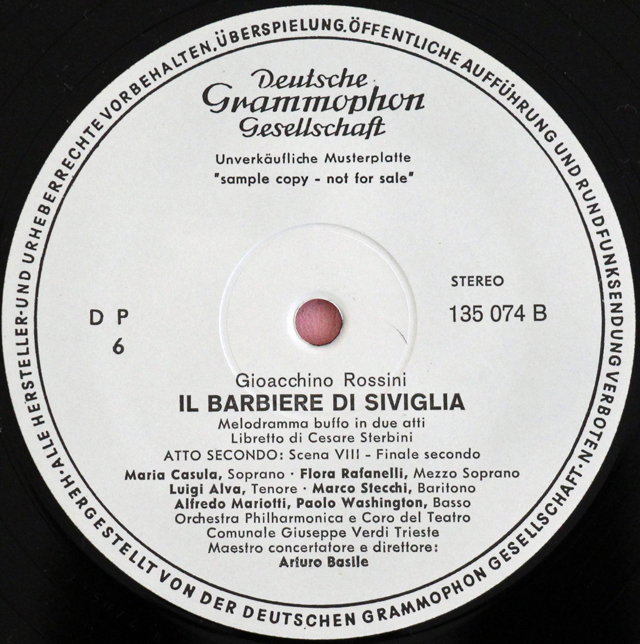 ALLE HERSTELLER- UND URHEBERRECHTE VORBEHALTEN. ÜBERSPIELUNG. ÖFFENTLICHE AUFFÜHRUNG UND RUNDFUNKSENDUNG VERBOTEN.
Deutsche
Grammophon
Gesellschaft
Unverkäufliche Musterplatte
"sample copy - not for sale"
STEREO
D P
6
135 074 B
Gioacchino Rossini
IL BARBIERE DI SIVIGLIA
Melodramma buffo in due atti
Libretto di Cesare Sterbini
ATTO SECONDO: Scena VIII - Finale secondo
Maria Casula, Soprano · Flora Rafanelli, Mezzo Soprano
Luigi Alva, Tenore · Marco Stecchi, Baritono
Alfredo Mariotti, Paolo Washington, Basso
Orchestra Philharmonica e Coro del Teatro
Comunale Giuseppe Verdi Trieste
Maestro concertatore e direttore:
Arturo Basile
HERGESTELLT VON DER DEUTSCHEN GRAMMOPHON GESELLSCHAFT